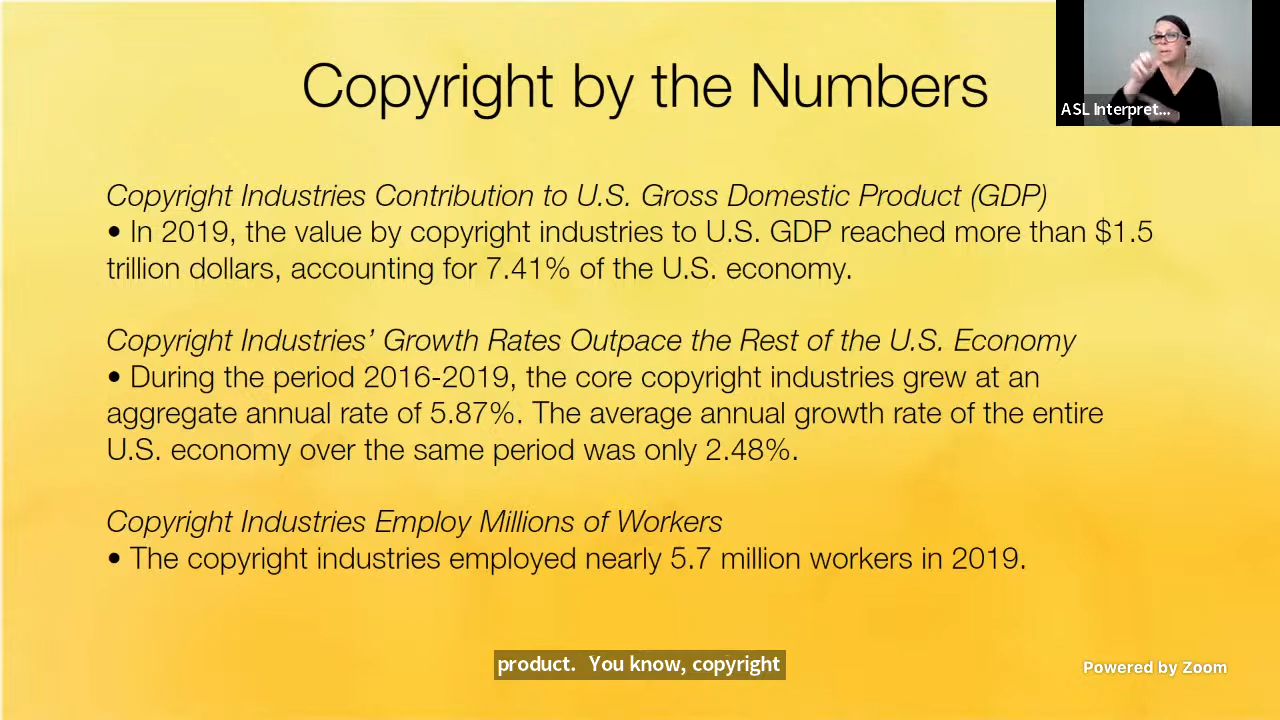 Copyright by the Numbers
ASL Interpret...
Copyright Industries Contribution to U.S. Gross Domestic Product (GDP)
• In 2019, the value by copyright industries to U.S. GDP reached more than $1.5
trillion dollars, accounting for 7.41% of the U.S. economy.
Copyright Industries’ Growth Rates Outpace the Rest of the U.S. Economy
• During the period 2016-2019, the core copyright industries grew at an
aggregate annual rate of 5.87%. The average annual growth rate of the entire
U.S. economy over the same period was only 2.48%.
Copyright Industries Employ Millions of Workers
• The copyright industries employed nearly 5.7 million workers in 2019.
product.  You know, copyright
Powered by Zoom